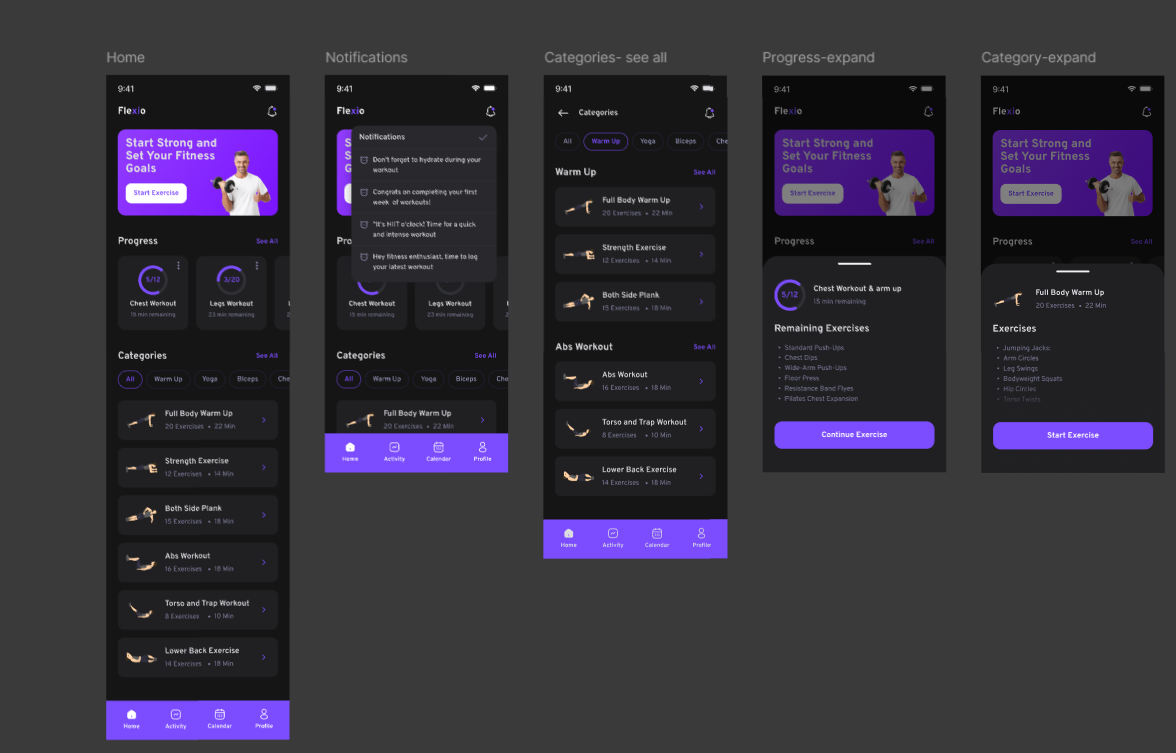 Home
9:41
Flexio
Start Strong and
Set Your Fitness
Goals
Start Exercise
Progress
See All
5/12
Chest Workout
15 min remaining
3/20
Legs Workout
23 min remaining
Categories
See All
All
Warm Up
Yoga
Biceps
Che
Full Body Warm Up
20 Exercises • 22 Min
Strength Exercise
12 Exercises • 14 Min
Both Side Plank
15 Exercises • 18 Min
Abs Workout
16 Exercises • 18 Min
Torso and Trap Workout
8 Exercises • 10 Min
Lower Back Exercise
14 Exercises • 18 Min
Home
Activity
Calendar
Profile
Notifications
9:41
Flexio
Notifications
Don't forget to hydrate during your
workout
Congrats on completing your first
week of workouts!
"It's HIIT o'clock! Time for a quick
and intense workout
Hey fitness enthusiast, time to log
your latest workout
Pro
Chest Workout
15 min remaining
Legs Workout
23 min remaining
Categories
See All
All
Warm Up
Yoga
Biceps
Che
Full Body Warm Up
20 Exercises • 22 Min
Home
Activity
Calendar
Profile
Categories- see all
9:41
Categories
All
Warm Up
Yoga
Biceps
Che
Warm Up
See All
Full Body Warm Up
20 Exercises • 22 Min
Strength Exercise
12 Exercises • 14 Min
Both Side Plank
15 Exercises • 18 Min
Abs Workout
See All
Abs Workout
16 Exercises • 18 Min
Torso and Trap Workout
8 Exercises • 10 Min
Lower Back Exercise
14 Exercises • 18 Min
Home
Activity
Calendar
Profile
Progress-expand
9:41
Flexio
Start Strong and
Set Your Fitness
Goals
Start Exercise
Progress
See All
5/12
Chest Workout & arm up
15 min remaining
Remaining Exercises
• Standard Push-Ups
• Chest Dips
• Wide-Arm Push-Ups
• Floor Press
• Resistance Band Flyes
• Pilates Chest Expansion
Continue Exercise
Category-expand
9:41
Flexio
Start Strong and
Set Your Fitness
Goals
Start Exercise
Progress
See All
Full Body Warm Up
20 Exercises • 22 Min
Exercises
• Jumping Jacks:
• Arm Circles
• Leg Swings
• Bodyweight Squats
• Hip Circles
• Torso Twists
Start Exercise